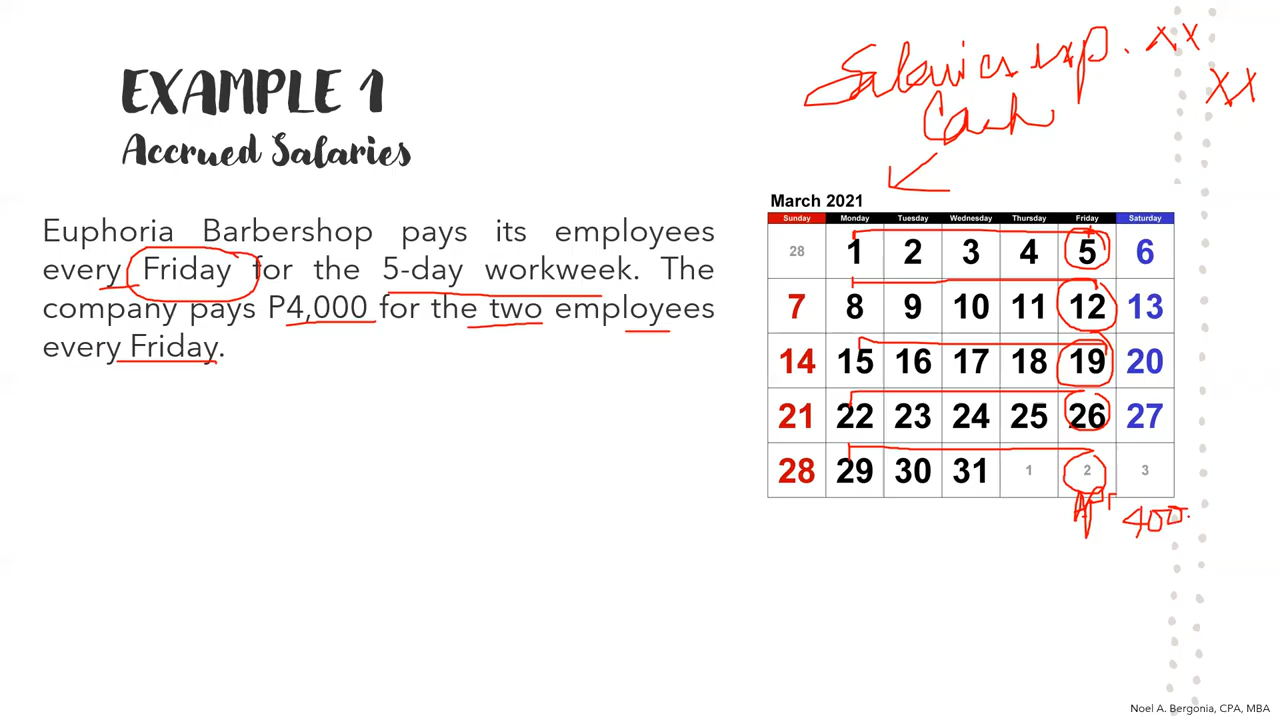 EXAMPLE 1
Accrued Salaries
Salaries exp. xx
xx
Cash
Euphoria Barbershop pays its employees
every Friday for the 5-day workweek. The
company pays P4,000 for the two employees
every Friday.
March 2021
Sunday Monday Tuesday Wednesday Thursday Friday Saturday
28 1 2 3 4 5 6
7 8 9 10 11 12 13
14 15 16 17 18 19 20
21 22 23 24 25 26 27
28 29 30 31 1 2 3
Apr 400.
Noel A. Bergonia, CPA, MBA